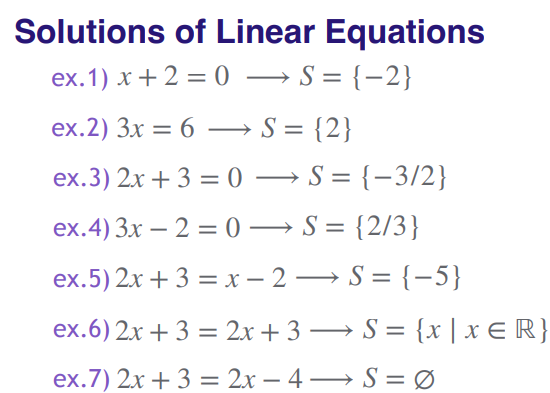 Solutions of Linear Equations
ex.1) x + 2 = 0 ⟶ S = {−2}
ex.2) 3x = 6 ⟶ S = {2}
ex.3) 2x + 3 = 0 ⟶ S = {−3/2}
ex.4) 3x − 2 = 0 ⟶ S = {2/3}
ex.5) 2x + 3 = x − 2 ⟶ S = {−5}
ex.6) 2x + 3 = 2x + 3 ⟶ S = {x | x ∈ ℝ}
ex.7) 2x + 3 = 2x − 4 ⟶ S = ∅